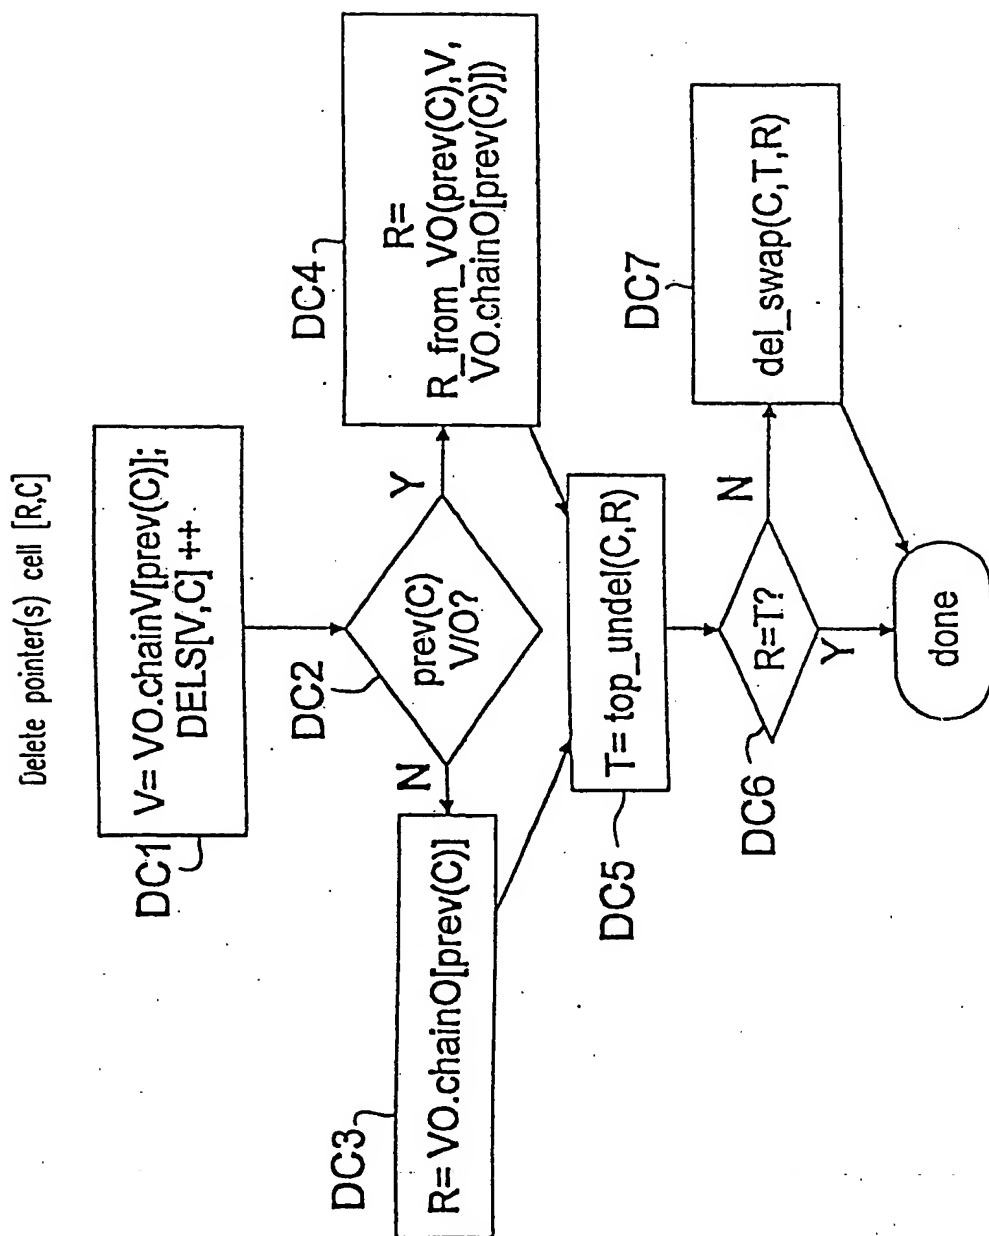 Delete pointer(s) cell [R,C]
V= VO.chainV[prev(C)];
DELS[V,C] ++
DC1
DC2
prev(C)
V/O?
N
Y
DC3
R= VO.chainO[prev(C)]
DC4
R=
R_from_VO(prev(C),V,
VO.chainO[prev(C)])
DC5
T= top_undel(C,R)
DC6
R=T?
N
Y
DC7
del_swap(C,T,R)
done